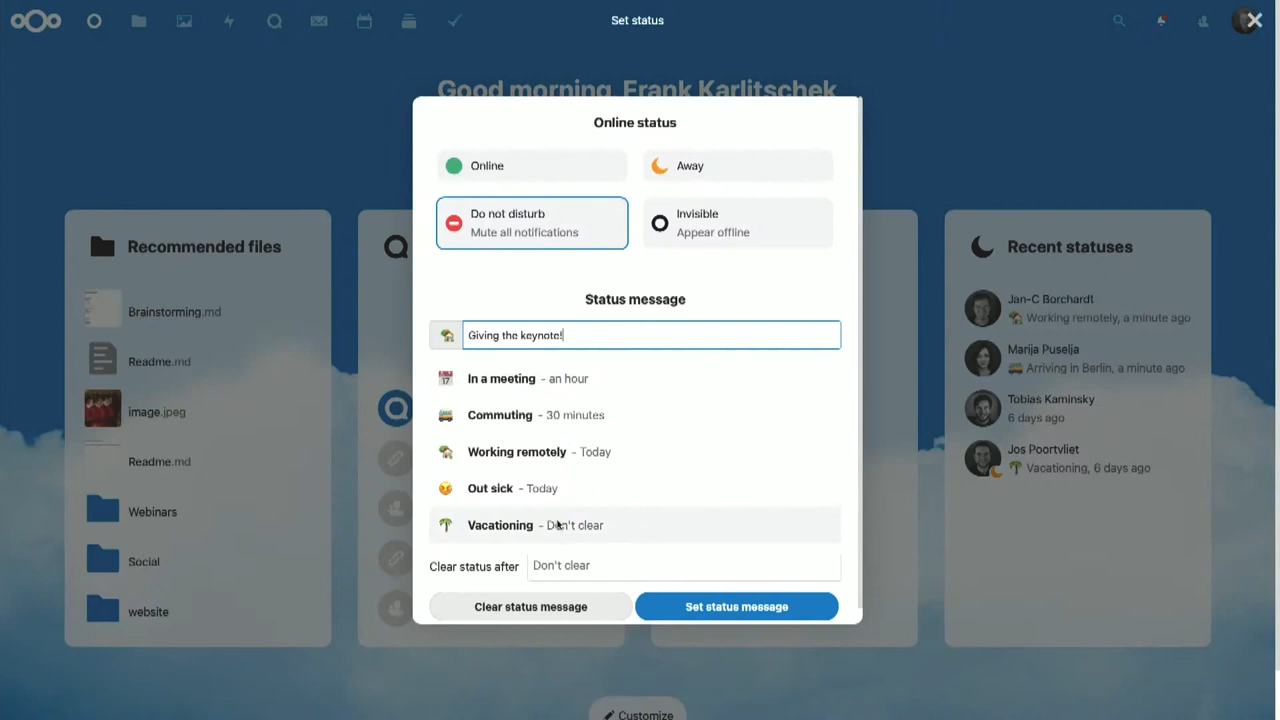 Set status
Good morning, Frank Karlitschek
Online status
Online
Away
Do not disturb
Mute all notifications
Invisible
Appear offline
Status message
Giving the keynote!
In a meeting - an hour
Commuting - 30 minutes
Working remotely - Today
Out sick - Today
Vacationing - Don't clear
Clear status after
Don't clear
Clear status message
Set status message
Recommended files
Brainstorming.md
Readme.md
image.jpeg
Readme.md
Webinars
Social
website
Recent statuses
Jan-C Borchardt
Working remotely, a minute ago
Marija Puselja
Arriving in Berlin, a minute ago
Tobias Kaminsky
6 days ago
Jos Poortvliet
Vacationing, 6 days ago
Customize